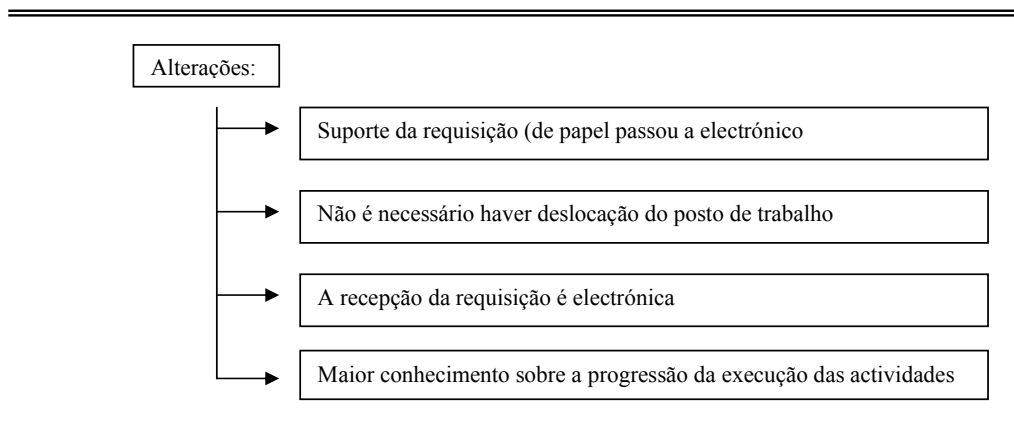 Alterações:
Suporte da requisição (de papel passou a electrónico
Não é necessário haver deslocação do posto de trabalho
A recepção da requisição é electrónica
Maior conhecimento sobre a progressão da execução das actividades